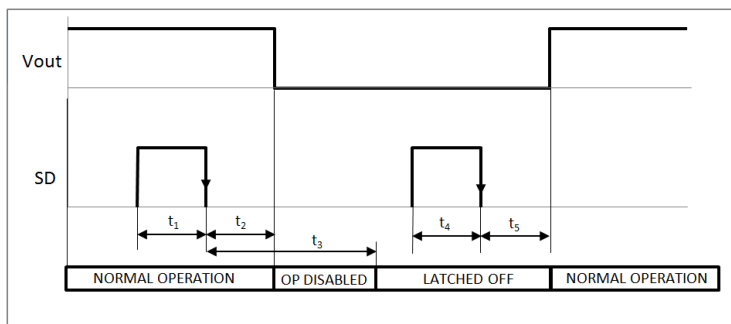 Vout
SD
t1
t2
t3
t4
t5
NORMAL OPERATION
OP DISABLED
LATCHED OFF
NORMAL OPERATION